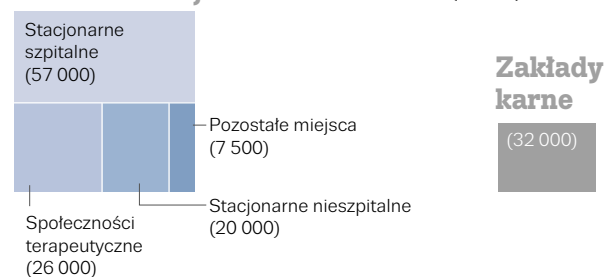 Stacjonarne
szpitalne
(57 000)
Pozostałe miejsca
(7 500)
Stacjonarne nieszpitalne
(20 000)
Społeczności
terapeutyczne
(26 000)
Zakłady
karne
(32 000)